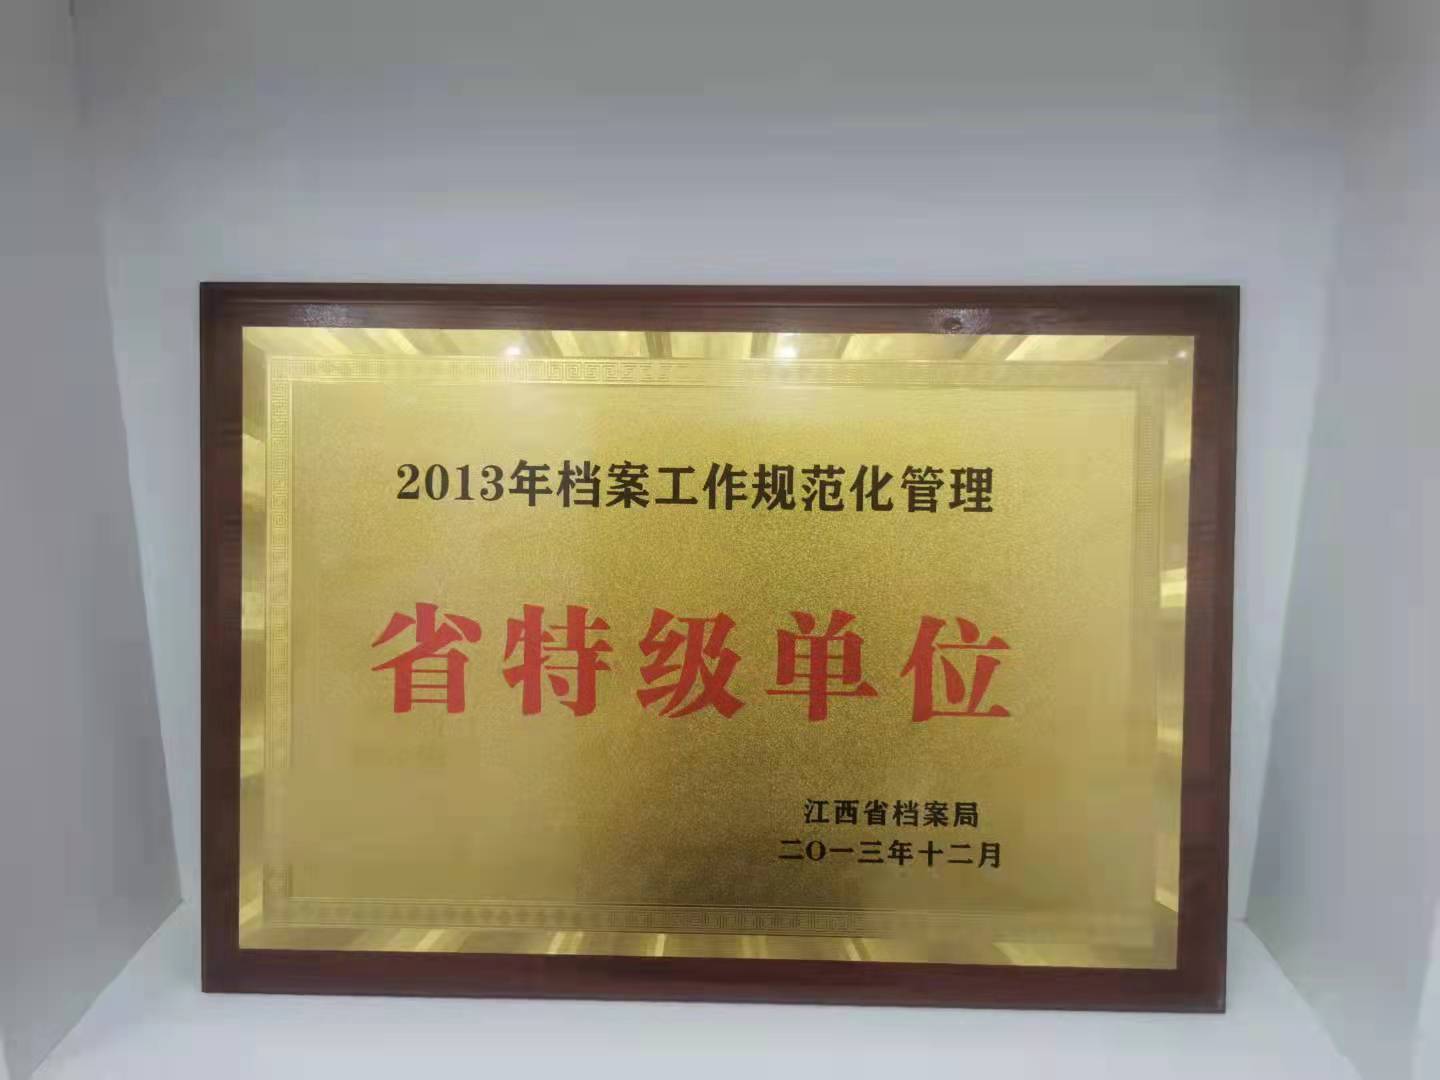 2013年档案工作规范化管理
省特级单位
江西省档案局
二〇一三年十二月